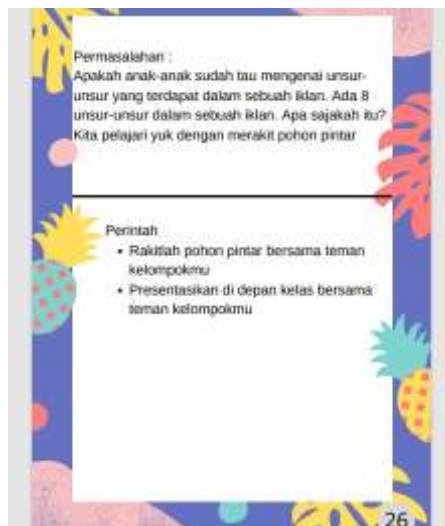 Permasalahan :
Apakah anak-anak sudah tau mengenai unsur-
unsur yang terdapat dalam sebuah iklan. Ada 8
unsur-unsur dalam sebuah iklan. Apa sajakah itu?
Kita pelajari yuk dengan merakit pohon pintar
Perintah
• Rakitlah pohon pintar bersama teman
kelompokmu
• Presentasikan di depan kelas bersama
teman kelompokmu
26